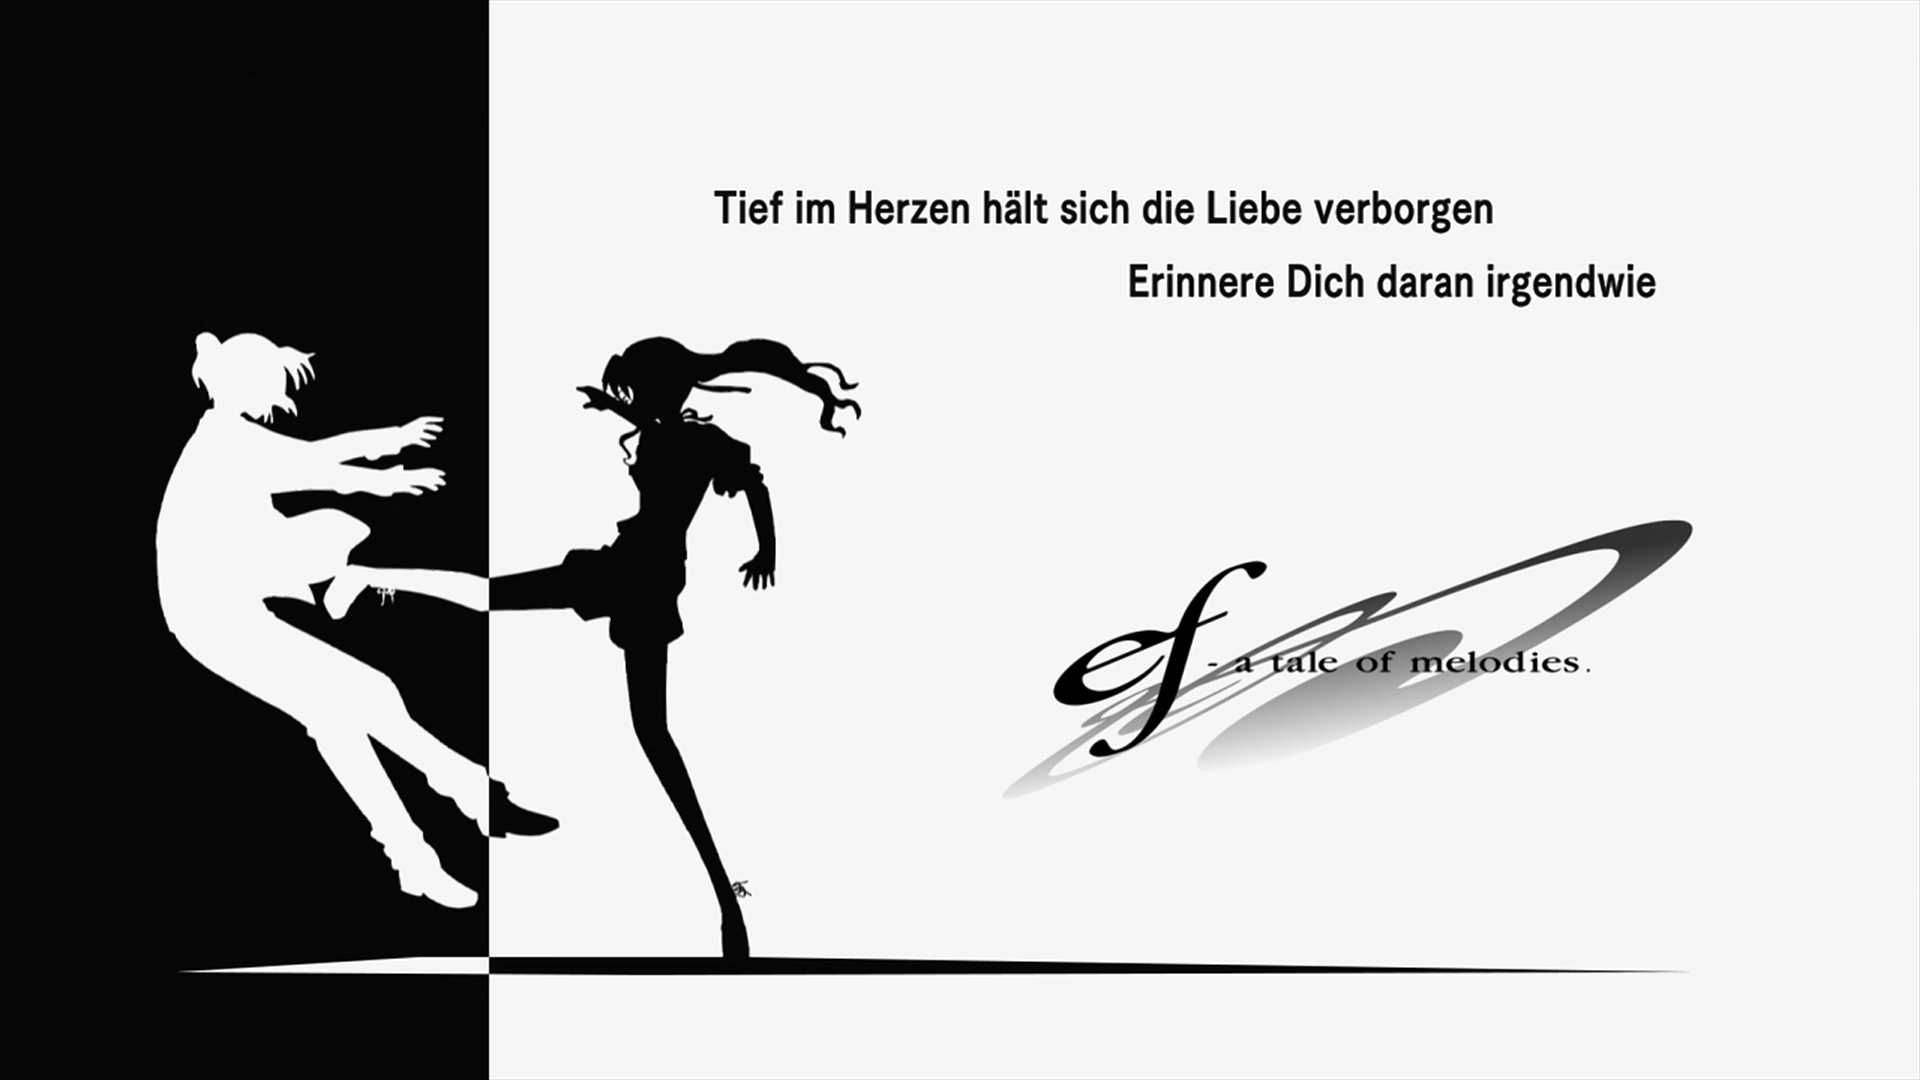 Tief im Herzen hält sich die Liebe verborgen
Erinnere Dich daran irgendwie
ef - a tale of melodies.